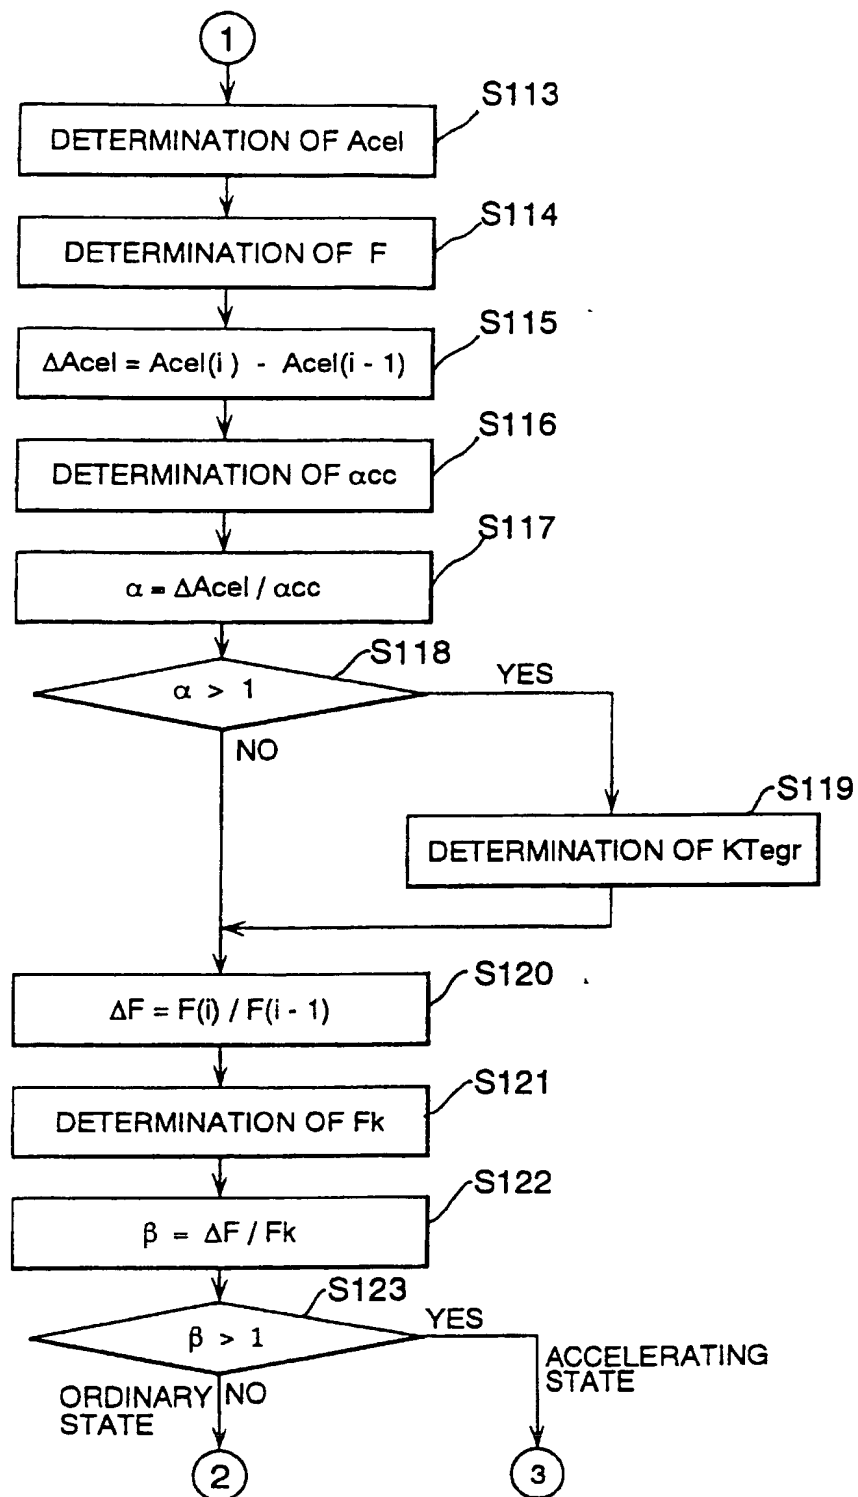 1
S113
DETERMINATION OF Acel
S114
DETERMINATION OF F
S115
ΔAcel = Acel(i) - Acel(i - 1)
S116
DETERMINATION OF αcc
S117
α = ΔAcel / αcc
S118
α > 1
YES
NO
S119
DETERMINATION OF KTegr
S120
ΔF = F(i) / F(i - 1)
S121
DETERMINATION OF Fk
S122
β = ΔF / Fk
S123
β > 1
YES
ACCELERATING
STATE
ORDINARY
STATE
NO
2
3